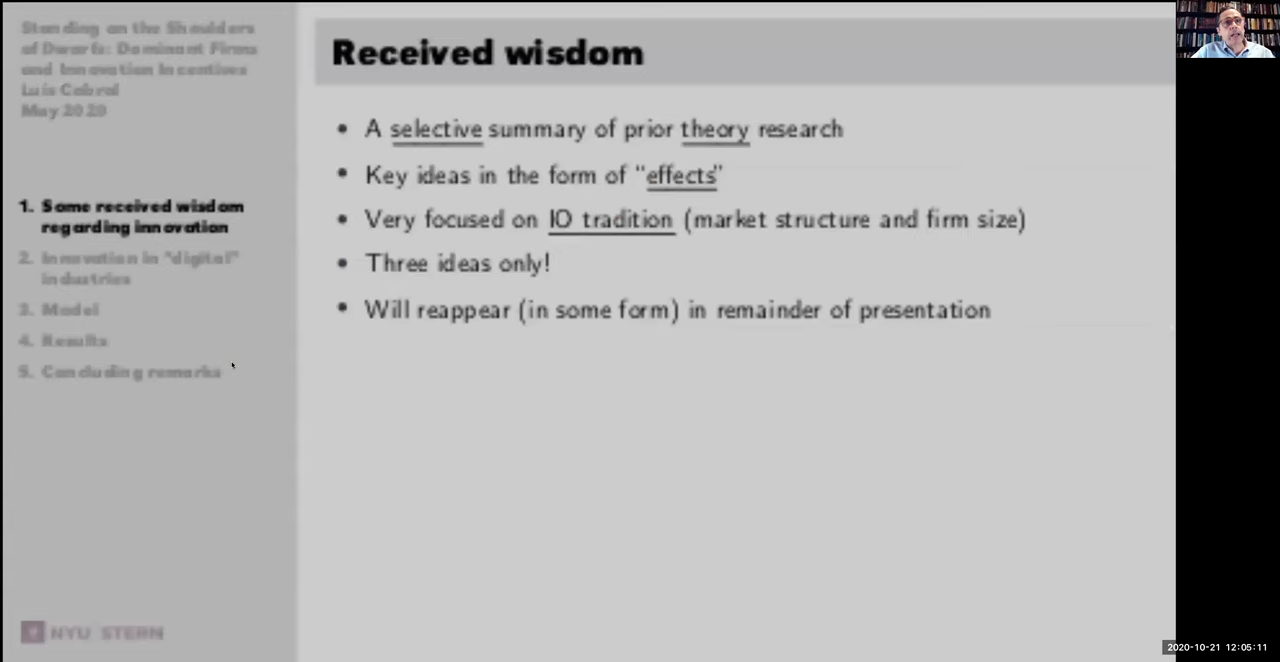 Standing on the Shoulders
of Dwarfs: Dominant Firms
and Innovation Incentives
Luis Cabral
May 2020
1. Some received wisdom
regarding innovation
2. Innovation in "digital"
industries
3. Model
4. Results
5. Concluding remarks
NYU STERN
Received wisdom
• A selective summary of prior theory research
• Key ideas in the form of "effects"
• Very focused on IO tradition (market structure and firm size)
• Three ideas only!
• Will reappear (in some form) in remainder of presentation
2020-10-21 12:05:11